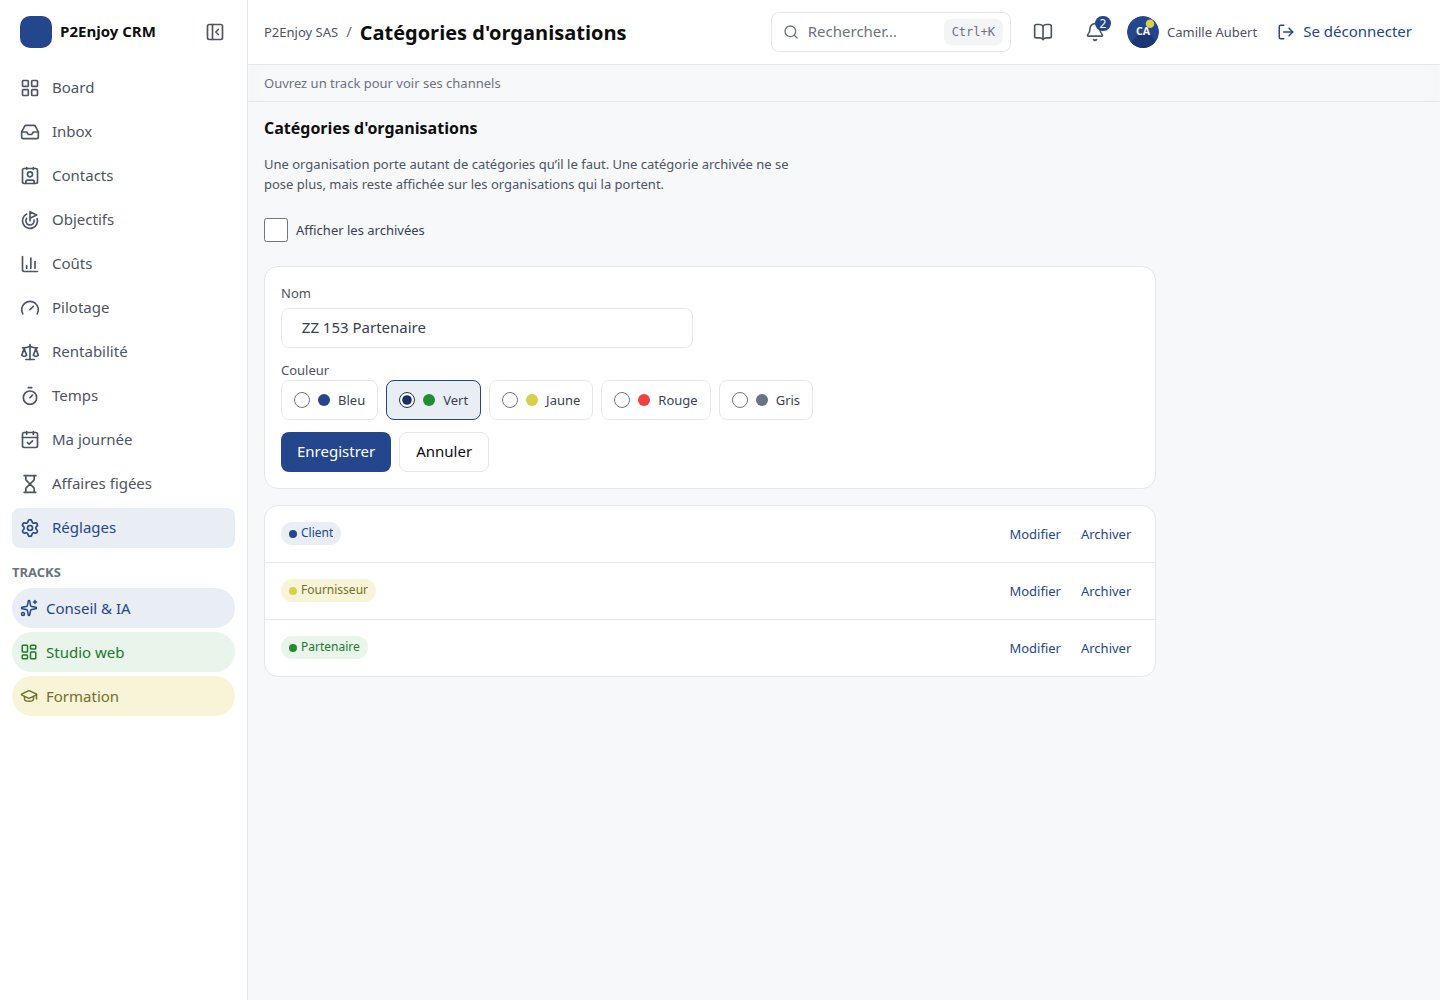 P2Enjoy CRM
Board
Inbox
Contacts
Objectifs
Coûts
Pilotage
Rentabilité
Temps
Ma journée
Affaires figées
Réglages
TRACKS
Conseil & IA
Studio web
Formation
P2Enjoy SAS / Catégories d'organisations
Rechercher... Ctrl+K
2
CA
Camille Aubert
Se déconnecter
Ouvrez un track pour voir ses channels
Catégories d'organisations
Une organisation porte autant de catégories qu'il le faut. Une catégorie archivée ne se
pose plus, mais reste affichée sur les organisations qui la portent.
Afficher les archivées
Nom
ZZ 153 Partenaire
Couleur
Bleu Vert Jaune Rouge Gris
Enregistrer Annuler
Client Modifier Archiver
Fournisseur Modifier Archiver
Partenaire Modifier Archiver